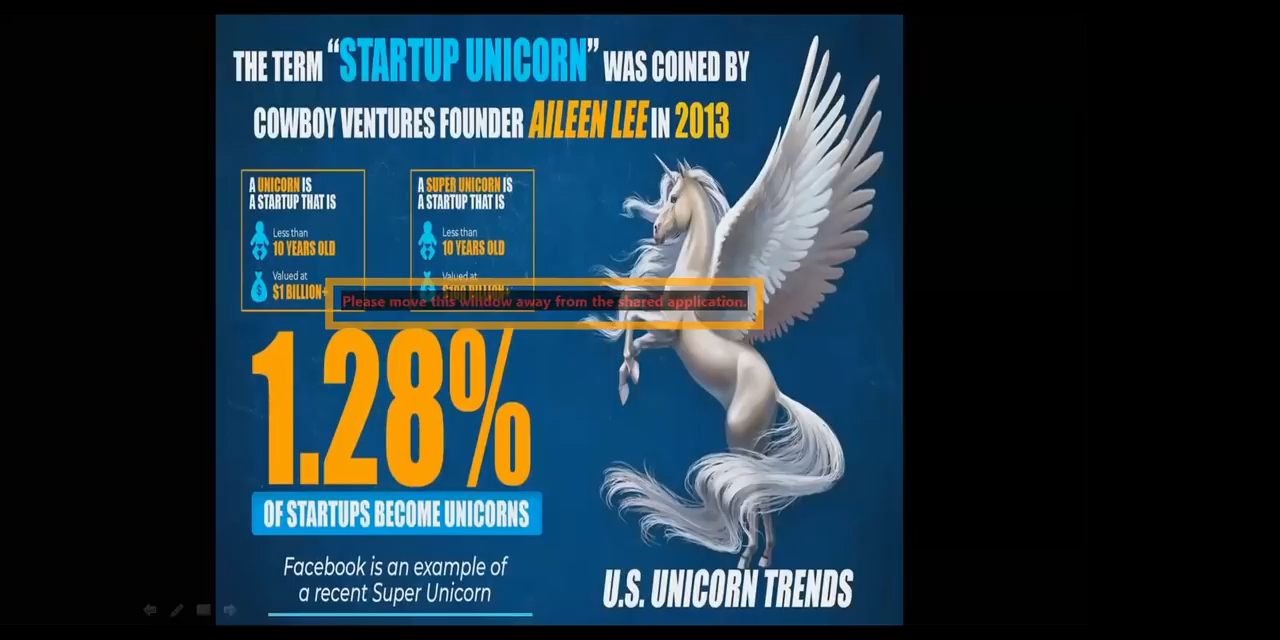 THE TERM “STARTUP UNICORN” WAS COINED BY
COWBOY VENTURES FOUNDER AILEEN LEE IN 2013
A UNICORN IS
A STARTUP THAT IS
Less than
10 YEARS OLD
Valued at
$1 BILLION+
A SUPER UNICORN IS
A STARTUP THAT IS
Less than
10 YEARS OLD
Valued at
$100 BILLION+
Please move this window away from the shared application.
1.28%
OF STARTUPS BECOME UNICORNS
Facebook is an example of
a recent Super Unicorn
U.S. UNICORN TRENDS